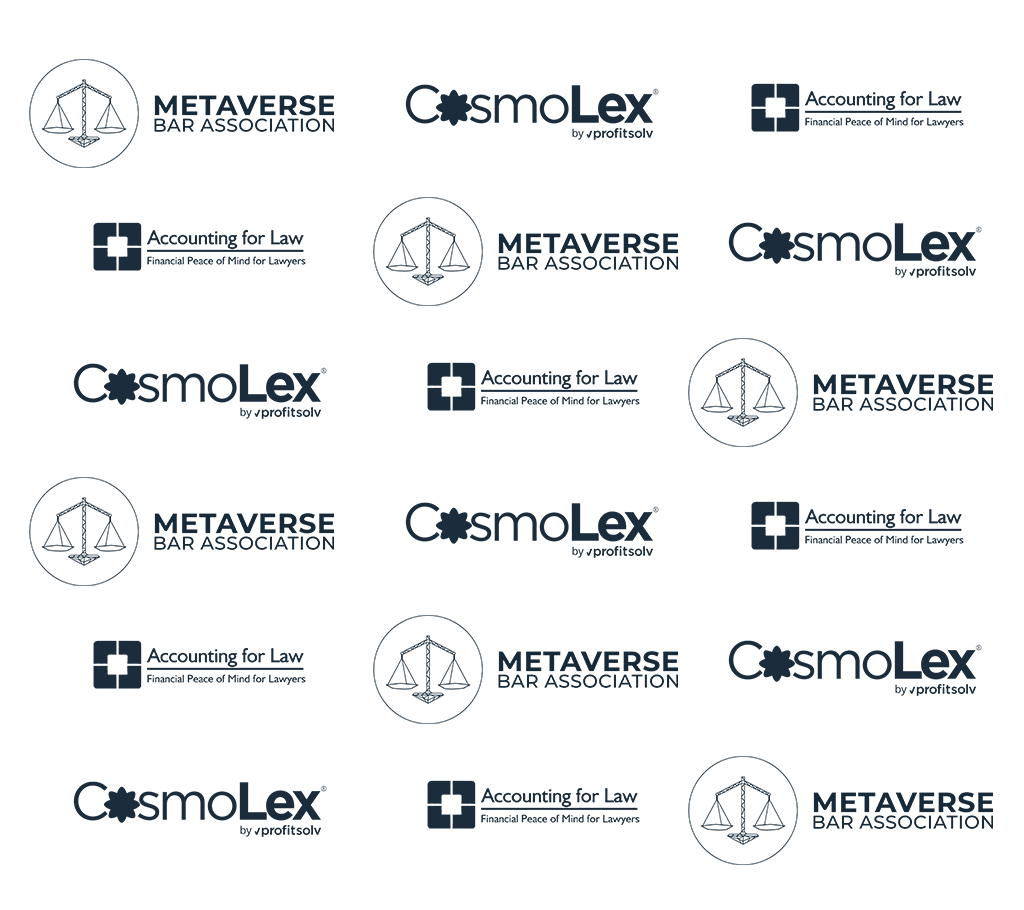 METAVERSE
BAR ASSOCIATION
CosmoLex®
by profitsolv
Accounting for Law
Financial Peace of Mind for Lawyers
Accounting for Law
Financial Peace of Mind for Lawyers
METAVERSE
BAR ASSOCIATION
CosmoLex®
by profitsolv
CosmoLex®
by profitsolv
Accounting for Law
Financial Peace of Mind for Lawyers
METAVERSE
BAR ASSOCIATION
METAVERSE
BAR ASSOCIATION
CosmoLex®
by profitsolv
Accounting for Law
Financial Peace of Mind for Lawyers
Accounting for Law
Financial Peace of Mind for Lawyers
METAVERSE
BAR ASSOCIATION
CosmoLex®
by profitsolv
CosmoLex®
by profitsolv
Accounting for Law
Financial Peace of Mind for Lawyers
METAVERSE
BAR ASSOCIATION